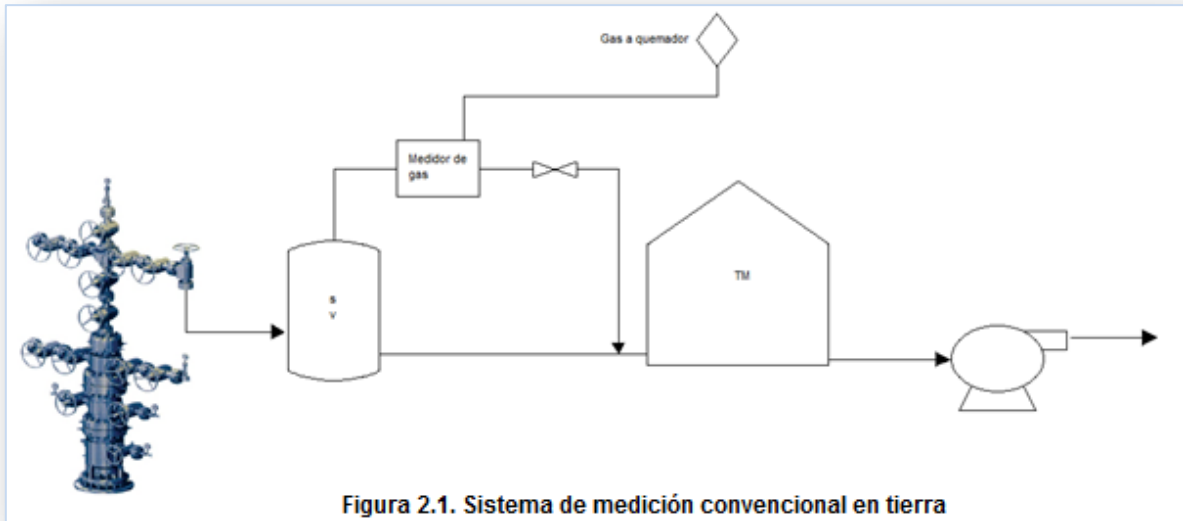 Gas a quemador
Medidor de
gas
s
v
TM
Figura 2.1. Sistema de medición convencional en tierra